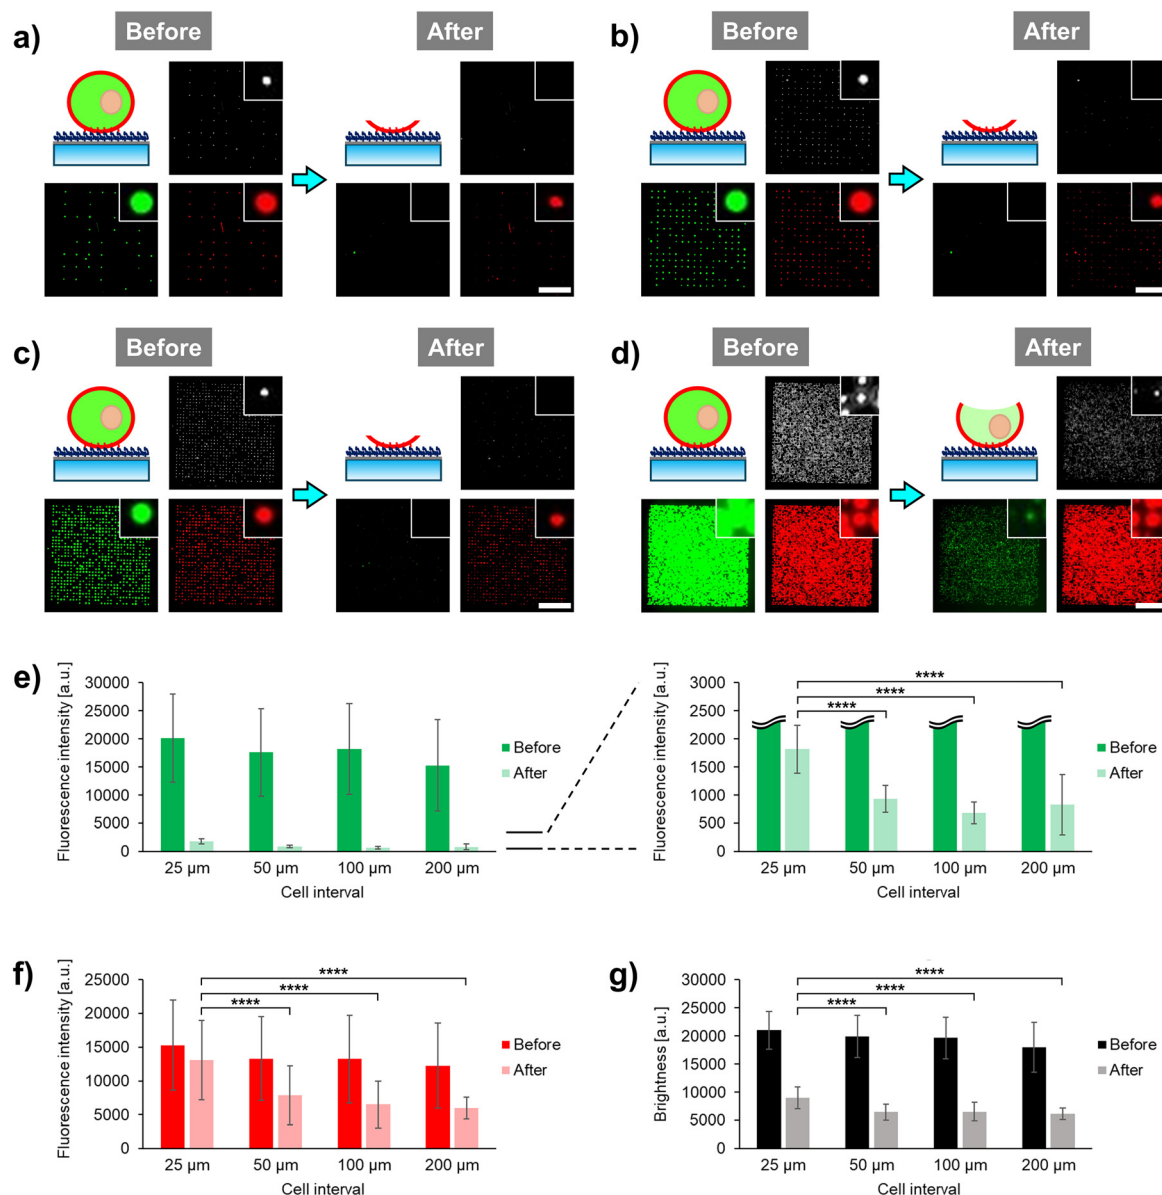 a)
Before
After
b)
Before
After
c)
Before
After
d)
Before
After
e)
Fluorescence intensity [a.u.]
30000
25000
20000
15000
10000
5000
0
25 µm
50 µm
100 µm
200 µm
Cell interval
Before
After
Fluorescence intensity [a.u.]
3000
2500
2000
1500
1000
500
0
****
****
****
25 µm
50 µm
100 µm
200 µm
Cell interval
Before
After
f)
Fluorescence intensity [a.u.]
25000
20000
15000
10000
5000
0
****
****
****
25 µm
50 µm
100 µm
200 µm
Cell interval
Before
After
g)
Brightness [a.u.]
30000
25000
20000
15000
10000
5000
0
****
****
****
25 µm
50 µm
100 µm
200 µm
Cell interval
Before
After